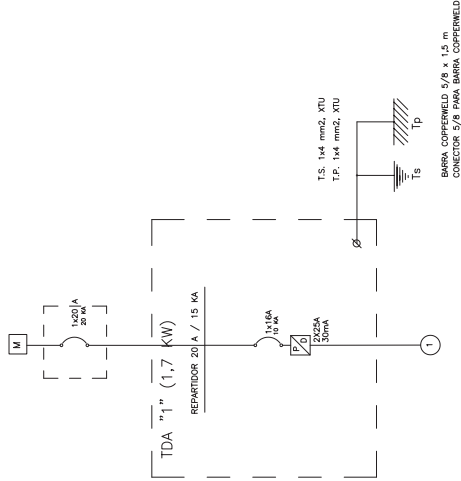 M
1x20 A
20 KA
TDA "1" (1,7 KW)
REPARTIDOR 20 A / 15 KA
1x16A
10 KA
P/D
2X25A
30mA
1
T.S. 1x4 mm2, XTU
T.P. 1x4 mm2, XTU
Ts
Tp
BARRA COPPERWELD 5/8 x 1,5 m
CONECTOR 5/8 PARA BARRA COPPERWELD